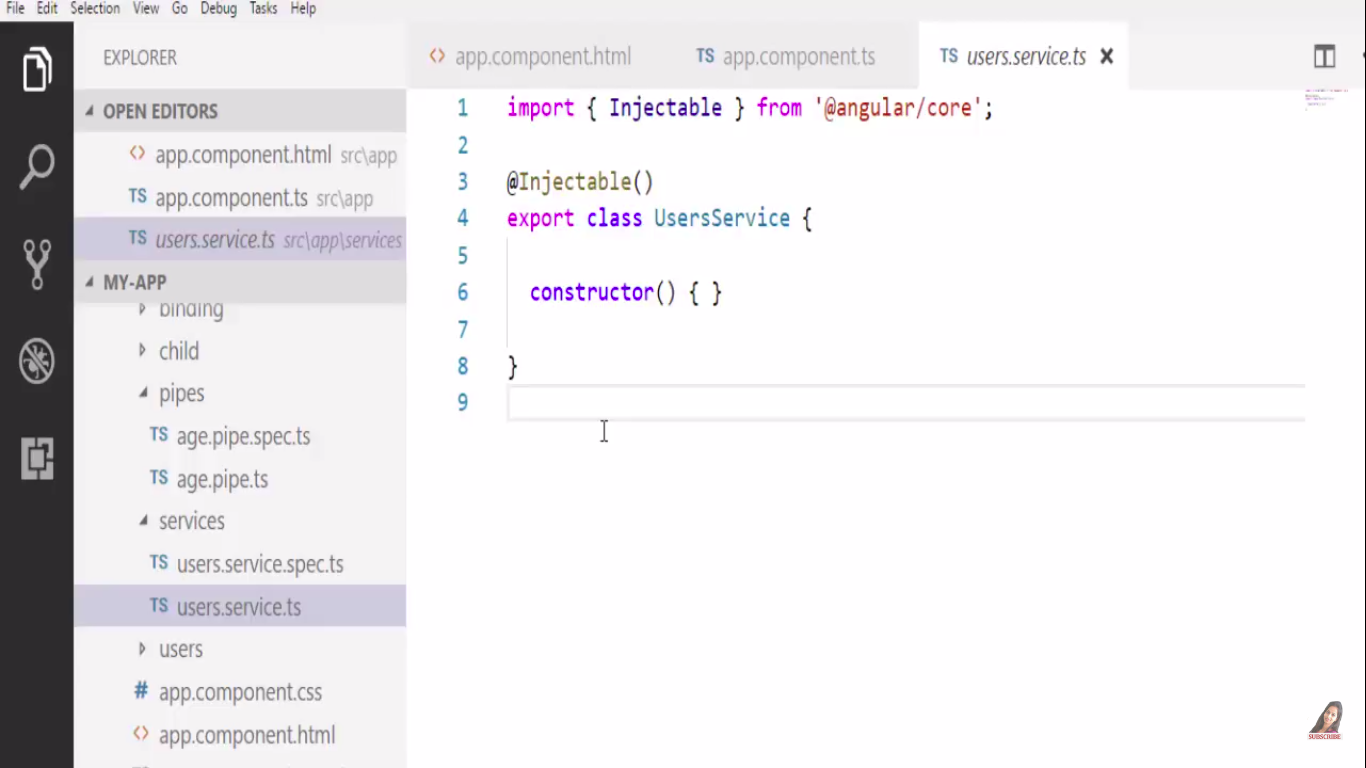 File Edit Selection View Go Debug Tasks Help
EXPLORER
OPEN EDITORS
<> app.component.html src\app
TS app.component.ts src\app
TS users.service.ts src\app\services
MY-APP
binding
child
pipes
TS age.pipe.spec.ts
TS age.pipe.ts
services
TS users.service.spec.ts
TS users.service.ts
users
# app.component.css
<> app.component.html
<> app.component.html TS app.component.ts TS users.service.ts ×
1 import { Injectable } from '@angular/core';
2
3 @Injectable()
4 export class UsersService {
5
6 constructor() { }
7
8 }
9
SUBSCRIBE